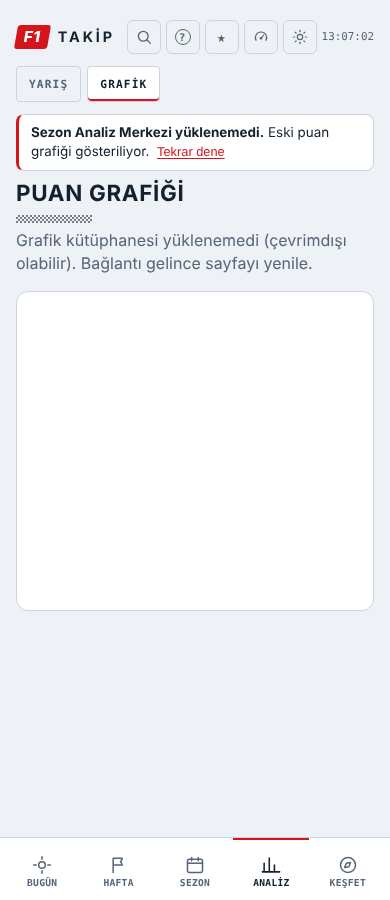 F1 TAKİP ? ★ 13:07:02
YARIŞ GRAFİK
Sezon Analiz Merkezi yüklenemedi. Eski puan
grafiği gösteriliyor. Tekrar dene
PUAN GRAFİĞİ
Grafik kütüphanesi yüklenemedi (çevrimdışı
olabilir). Bağlantı gelince sayfayı yenile.
BUGÜN HAFTA SEZON ANALİZ KEŞFET